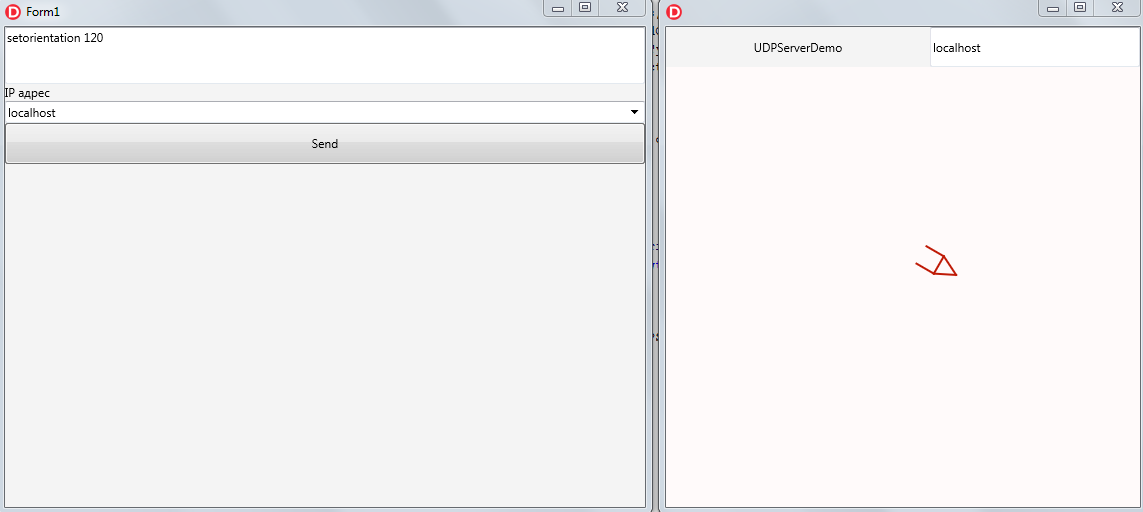 Form1
setorientation 120
IP адрес
localhost
Send
UDPServerDemo
localhost